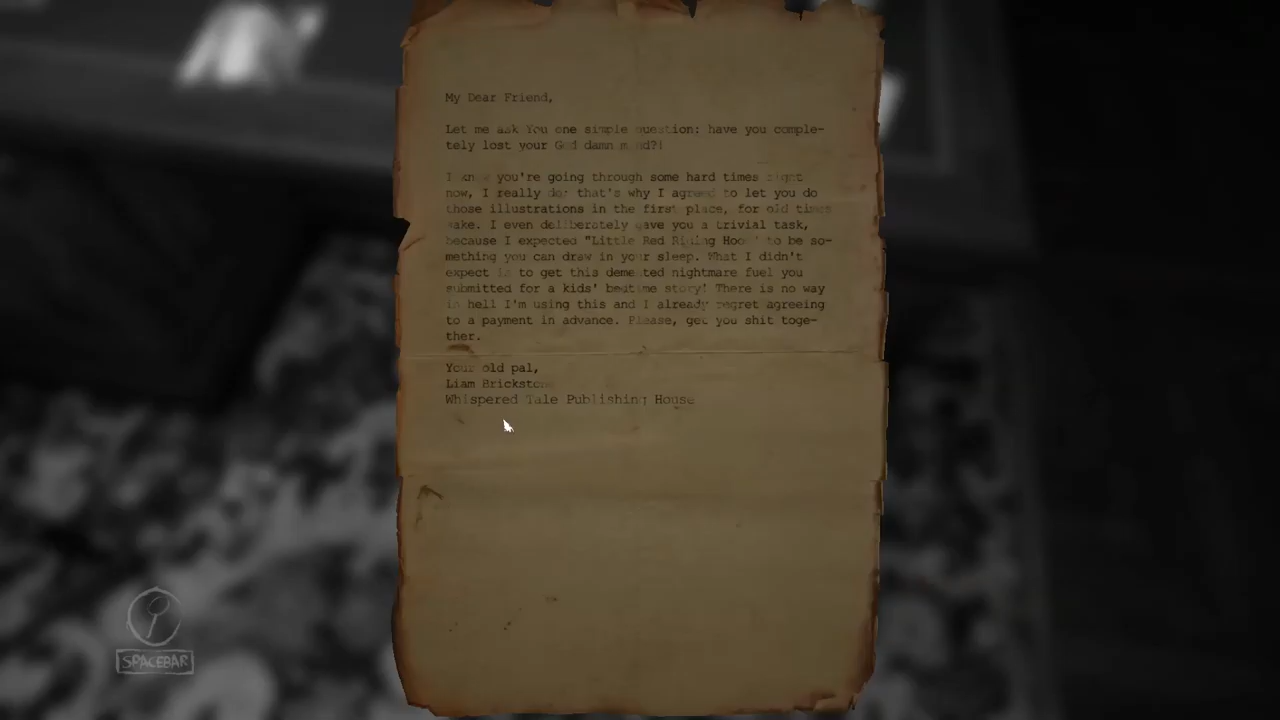 My Dear Friend,
Let me ask You one simple question: have you comple-
tely lost your God damn mind?!
I know you're going through some hard times right
now, I really do; that's why I agreed to let you do
those illustrations in the first place, for old times
sake. I even deliberately gave you a trivial task,
because I expected "Little Red Riding Hood" to be so-
mething you can draw in your sleep. What I didn't
expect is to get this demented nightmare fuel you
submitted for a kids' bedtime story! There is no way
in hell I'm using this and I already regret agreeing
to a payment in advance. Please, get you shit toge-
ther.
Your old pal,
Liam Brickstone
Whispered Tale Publishing House
SPACEBAR